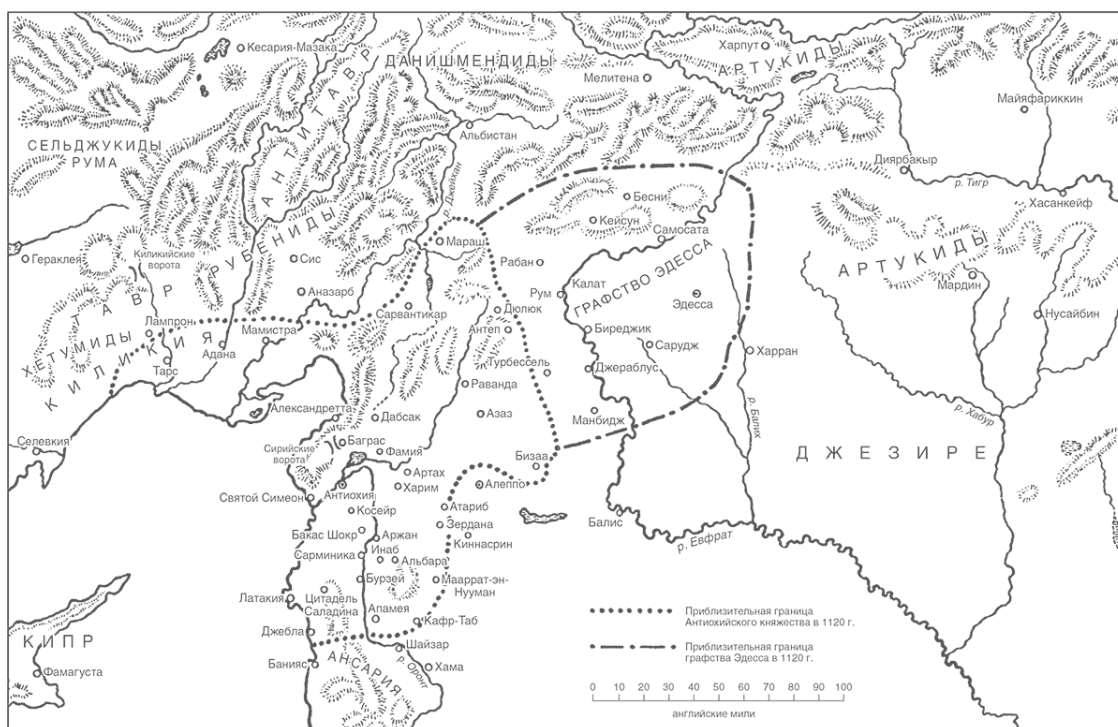 Кесария-Мазака
ДАНИШМЕНДИДЫ
Харпут
АРТУКИДЫ
Мелитена
Майяфариккин
СЕЛЬДЖУКИДЫ
РУМА
АНТИТАВР
Альбистан
Диярбакыр
р. Тигр
Хасанкейф
р. Джейхан
Бесни
Кейсун
Самосата
Мараш
Гераклея
Киликийские
ворота
РУБЕНИДЫ
Сис
Рабан
АРТУКИДЫ
Мардин
ТАВР
Аназарб
Рум
Калат
ГРАФСТВО ЭДЕССА
Эдесса
Нусайбин
Сарвантикар
Дюлюк
Лампрон
Мамистра
Антеп
Биреджик
ХЕТУМИДЫ
КИЛИКИЯ
Адана
Сарудж
Харран
Тарс
Турбессель
Джераблус
Раванда
Александретта
Дабсак
Азаз
Манбидж
р. Балих
р. Хабур
Селевкия
Баграс
Сирийские
ворота
Фамия
Бизаа
ДЖЕЗИРЕ
Артах
Харим
Алеппо
Святой Симеон
Антиохия
Косейр
Атариб
Балис
Бакас Шокр
Аржан
Зердана
Киннасрин
р. Евфрат
Инаб
Сарминика
Альбара
Бурзей
Мааррат-эн-
Нууман
Латакия
Цитадель
Саладина
Апамея
Кафр-Таб
Джебла
Шайзар
КИПР
Фамагуста
Банияс
АНСАРИЯ
р. Оронт
Хама
Приблизительная граница
Антиохийского княжества в 1120 г.
Приблизительная граница
графства Эдесса в 1120 г.
0 10 20 30 40 50 60 70 80 90 100
английские мили